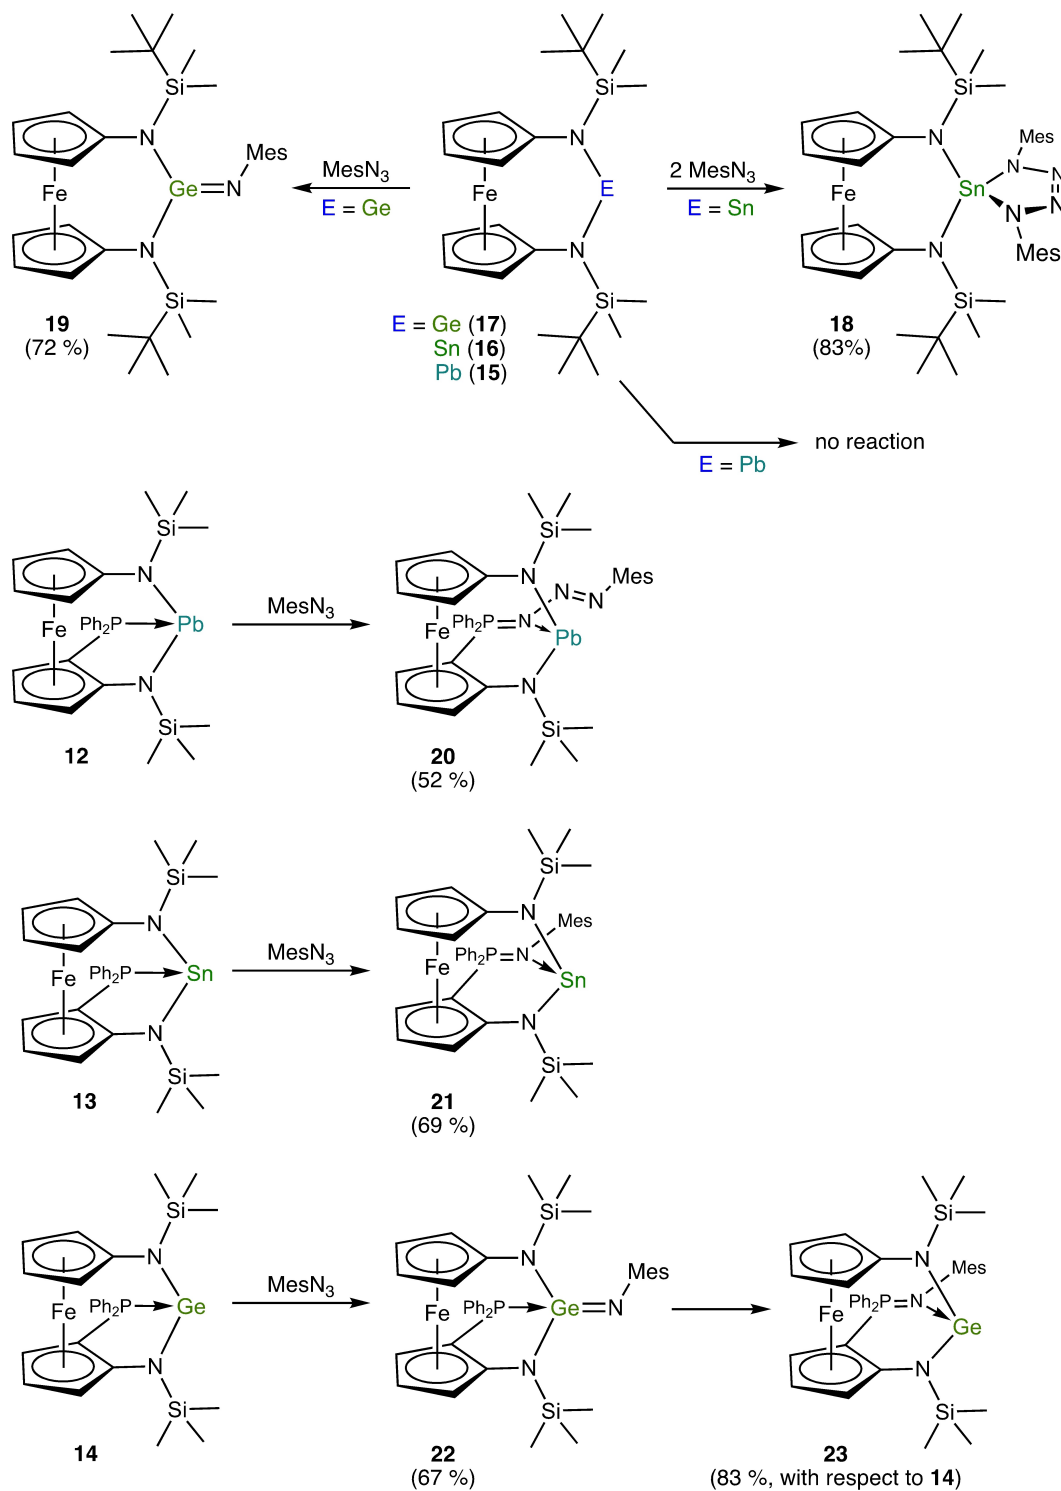 Si
Si
Si
N
N
N
Mes
Mes
MesN3
2 MesN3
N
N
Fe
Ge
N
Fe
E
Fe
Sn
N
E = Ge
E = Sn
N
N
N
N
N
Mes
Si
Si
Si
19
E = Ge (17)
18
(72 %)
Sn (16)
(83%)
Pb (15)
no reaction
E = Pb
Si
Si
N
N
N
N
Mes
MesN3
Fe
Ph2P
Pb
Fe
Ph2P
N
Pb
N
N
Si
Si
12
20
(52 %)
Si
Si
N
N
Mes
MesN3
Fe
Ph2P
Sn
Fe
Ph2P
N
Sn
N
N
Si
Si
13
21
(69 %)
Si
Si
Si
N
N
N
MesN3
Mes
Mes
Fe
Ph2P
Ge
Fe
Ph2P
Ge
N
Fe
Ph2P
N
Ge
N
N
N
Si
Si
Si
14
22
23
(67 %)
(83 %, with respect to 14)